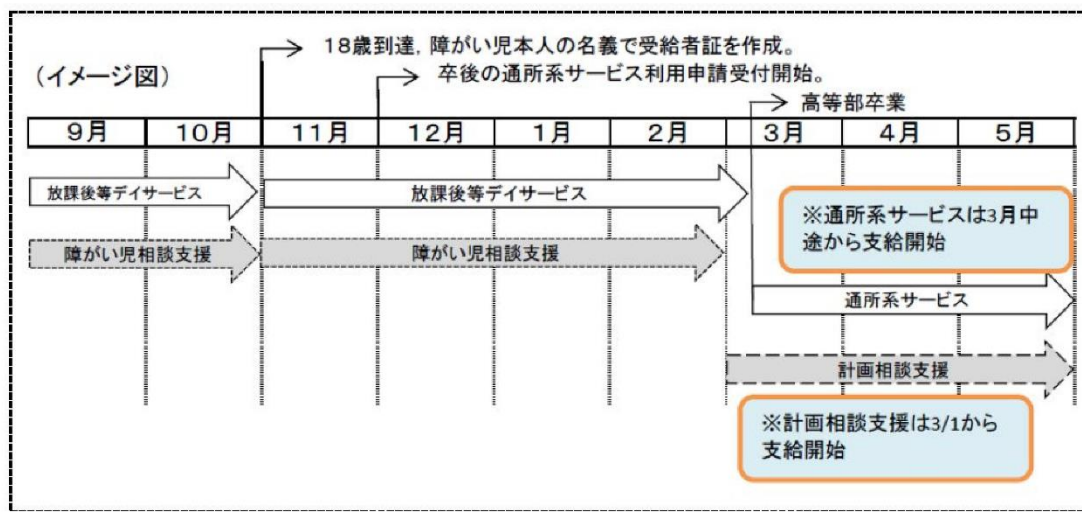 18歳到達，障がい児本人の名義で受給者証を作成。
（イメージ図）
卒後の通所系サービス利用申請受付開始。
高等部卒業
9月 10月 11月 12月 1月 2月 3月 4月 5月
放課後等デイサービス 放課後等デイサービス
※通所系サービスは3月中
途から支給開始
障がい児相談支援 障がい児相談支援
通所系サービス
計画相談支援
※計画相談支援は3/1から
支給開始